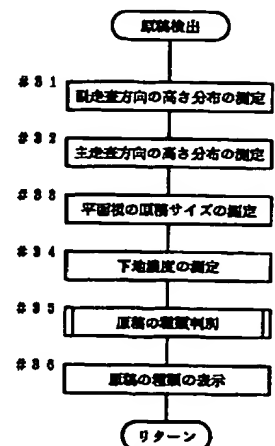 原稿検出
#31
副走査方向の高さ分布の測定
#32
主走査方向の高さ分布の測定
#33
平面視の原稿サイズの測定
#34
下地濃度の測定
#35
原稿の種類判別
#36
原稿の種類の表示
リターン